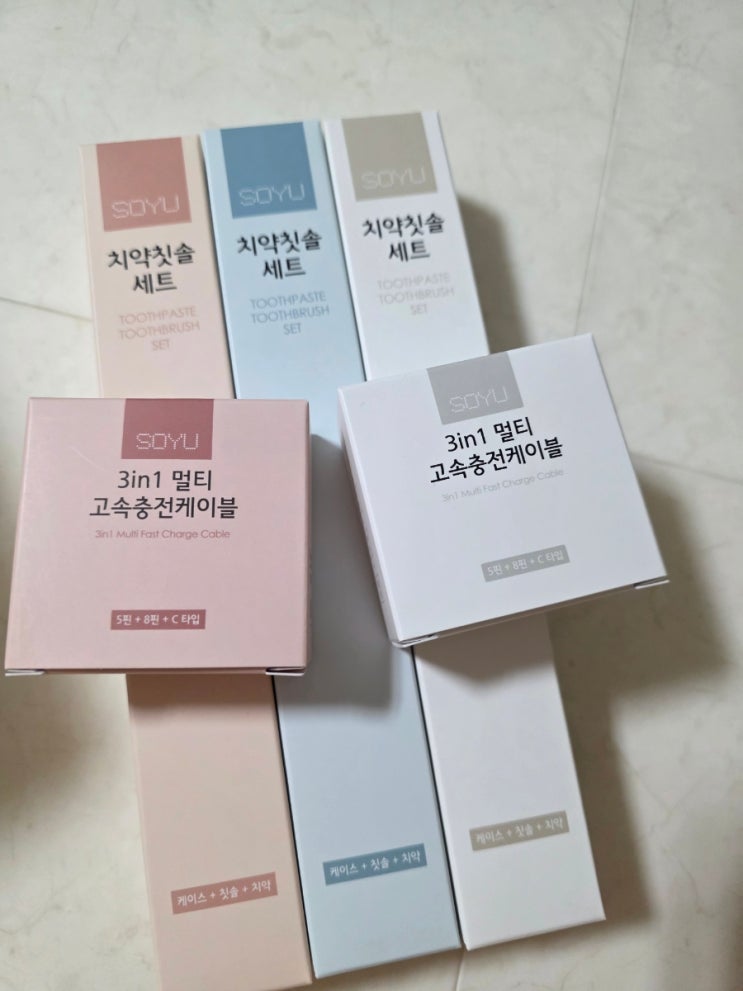 SOYU
치약칫솔
세트
TOOTHPASTE
TOOTHBRUSH
SET
SOYU
치약칫솔
세트
TOOTHPASTE
TOOTHBRUSH
SET
SOYU
치약칫솔
세트
TOOTHPASTE
TOOTHBRUSH
SET
SOYU
3in1 멀티
고속충전케이블
3in1 Multi Fast Charge Cable
5핀 + 8핀 + C 타입
SOYU
3in1 멀티
고속충전케이블
3in1 Multi Fast Charge Cable
5핀 + 8핀 + C 타입
케이스 + 칫솔 + 치약
케이스 + 칫솔 + 치약
케이스 + 칫솔 + 치약